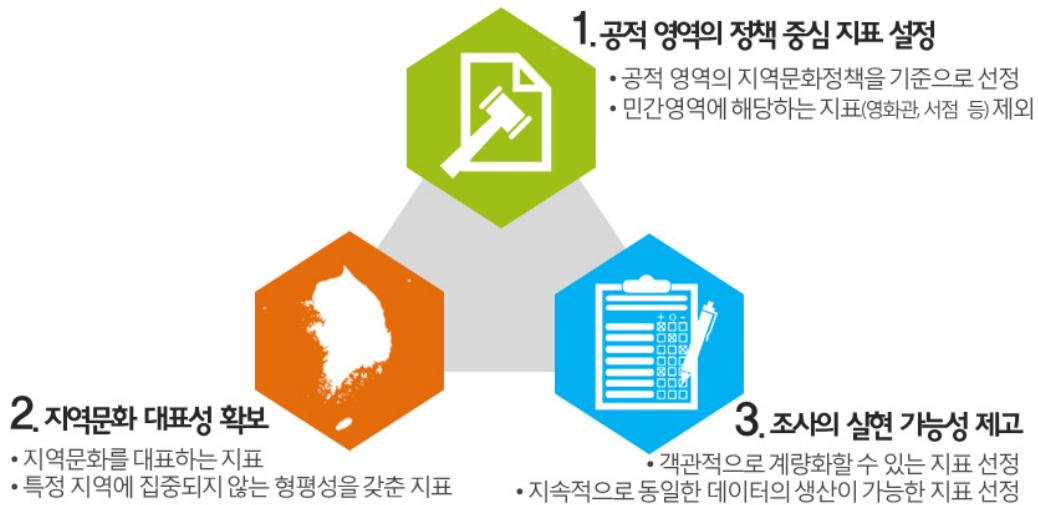 1. 공적 영역의 정책 중심 지표 설정
• 공적 영역의 지역문화정책을 기준으로 선정
• 민간영역에 해당하는 지표(영화관, 서점 등) 제외
2. 지역문화 대표성 확보
• 지역문화를 대표하는 지표
• 특정 지역에 집중되지 않는 형평성을 갖춘 지표
3. 조사의 실현 가능성 제고
• 객관적으로 계량화할 수 있는 지표 선정
• 지속적으로 동일한 데이터의 생산이 가능한 지표 선정